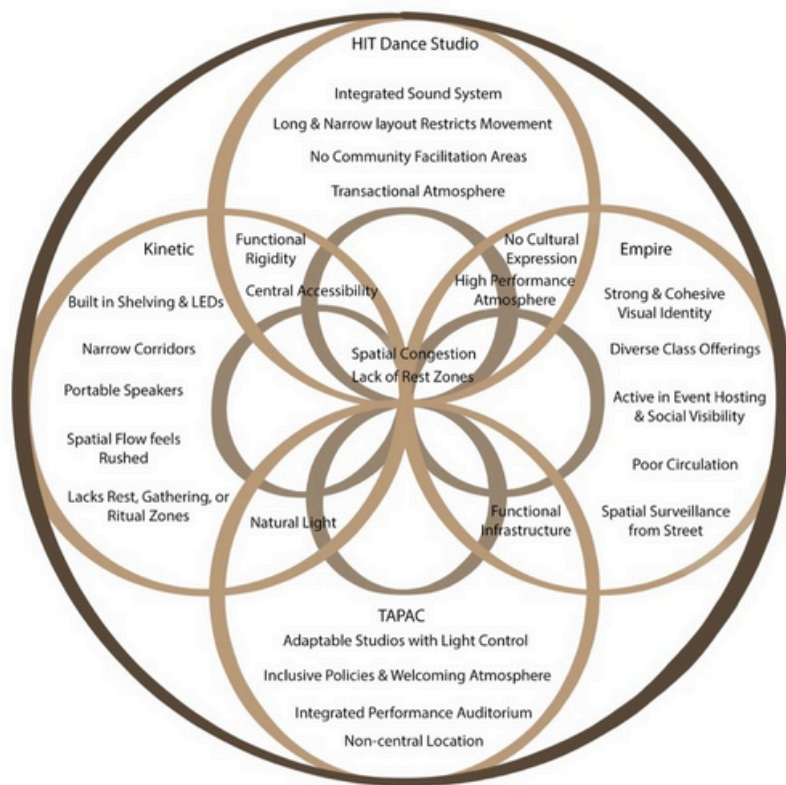 HIT Dance Studio
Integrated Sound System
Long & Narrow layout Restricts Movement
No Community Facilitation Areas
Transactional Atmosphere
Kinetic
Built in Shelving & LEDs
Narrow Corridors
Portable Speakers
Spatial Flow feels
Rushed
Lacks Rest, Gathering, or
Ritual Zones
Functional
Rigidity
Central Accessibility
No Cultural
Expression
High Performance
Atmosphere
Empire
Strong & Cohesive
Visual Identity
Diverse Class Offerings
Active in Event Hosting
& Social Visibility
Poor Circulation
Spatial Surveillance
from Street
Spatial Congestion
Lack of Rest Zones
Natural Light
Functional
Infrastructure
TAPAC
Adaptable Studios with Light Control
Inclusive Policies & Welcoming Atmosphere
Integrated Performance Auditorium
Non-central Location